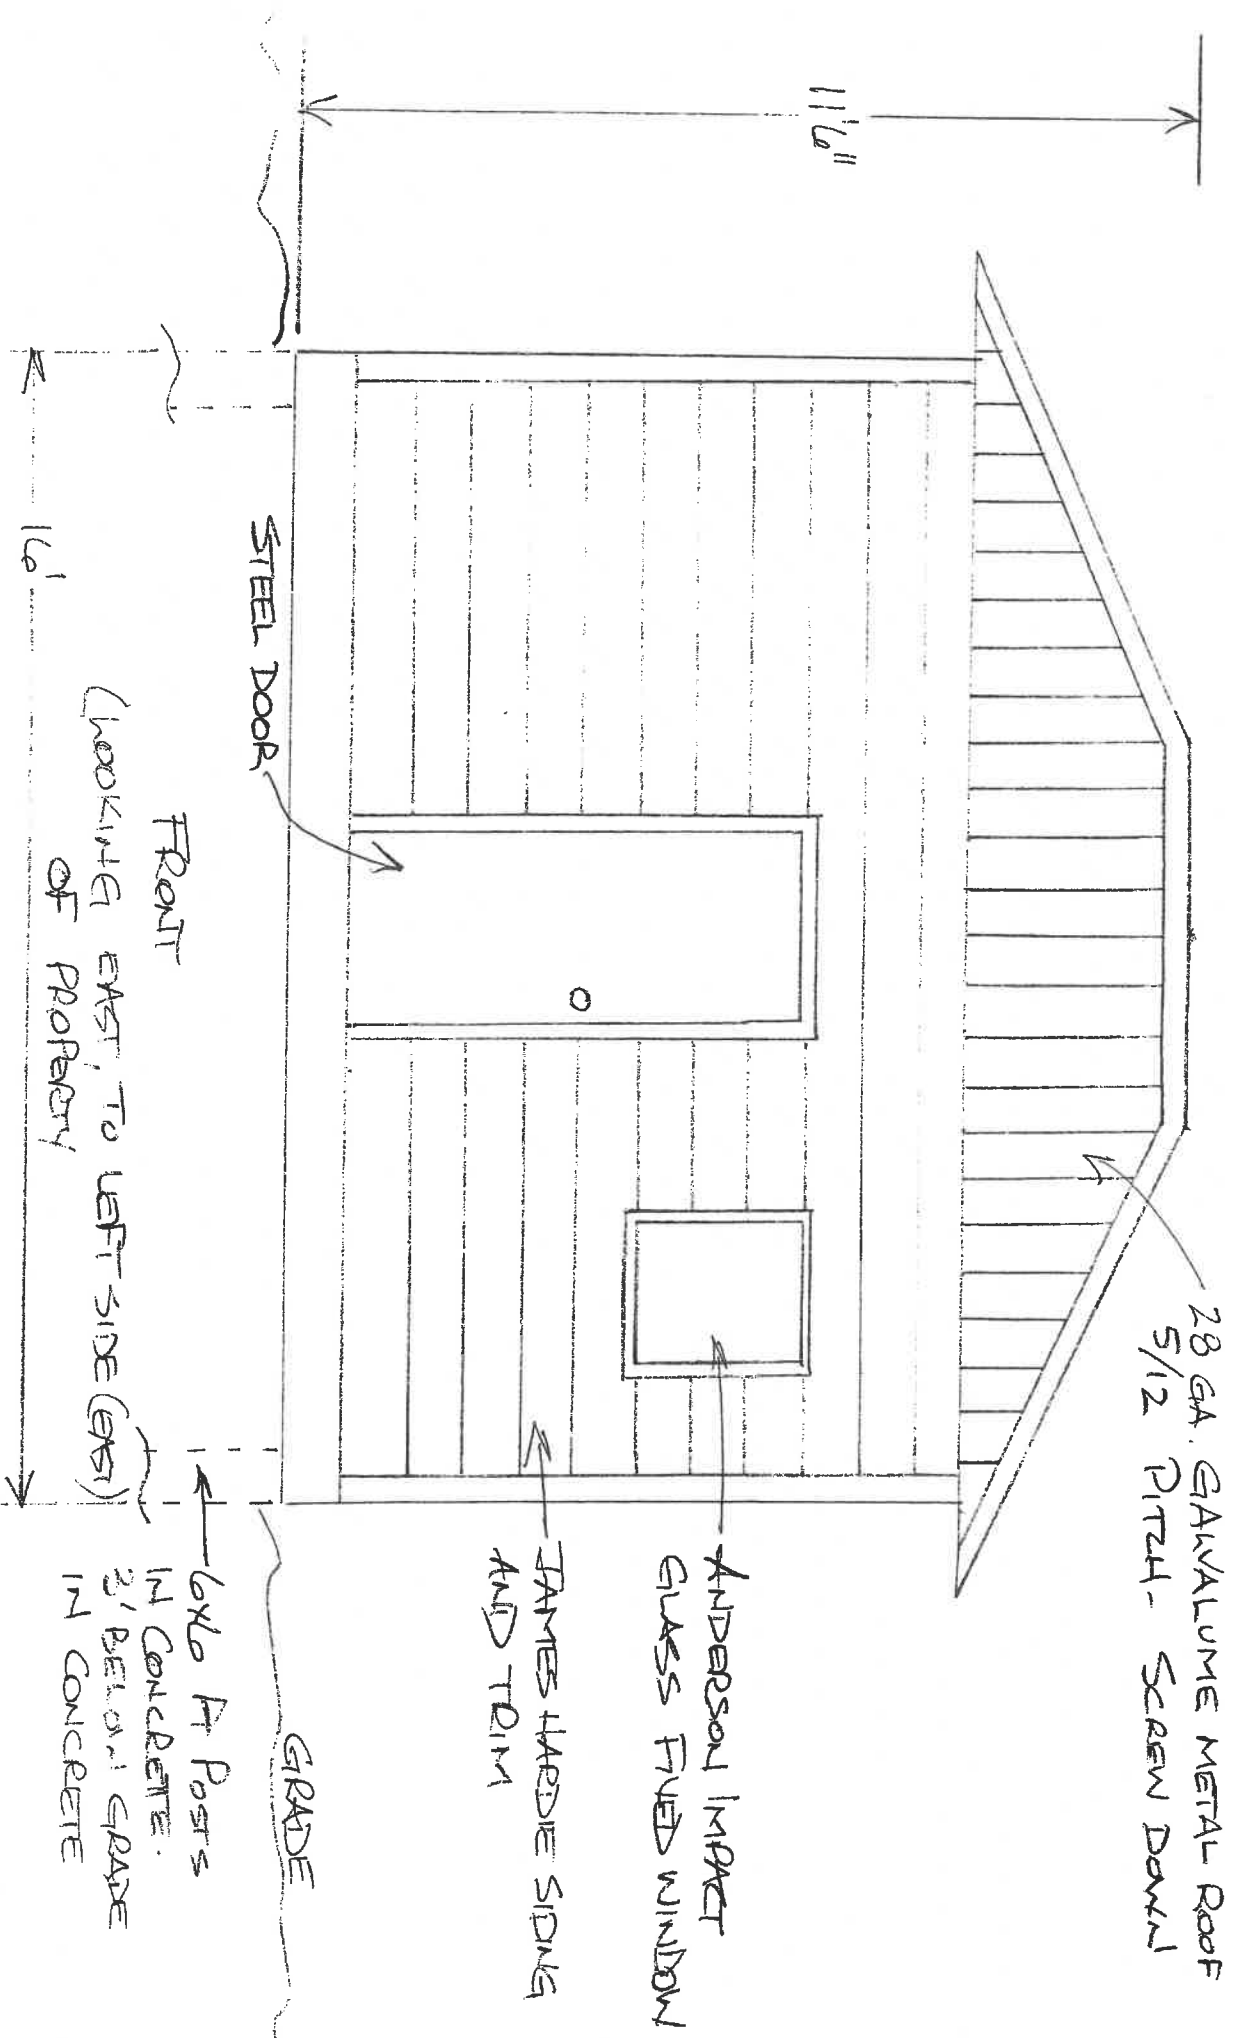 28 GA. GALVALUME METAL ROOF
5/12 PITCH - SCREW DOWN
11'6"
ANDERSON IMPACT
GLASS FIXED WINDOW
JAMES HARDIE SIDING
AND TRIM
STEEL DOOR
GRADE
6x6 Posts
IN CONCRETE.
3' BELOW GRADE
IN CONCRETE
FRONT
(LOOKING EAST, TO LEFT SIDE (EAST)
OF PROPERTY
16'